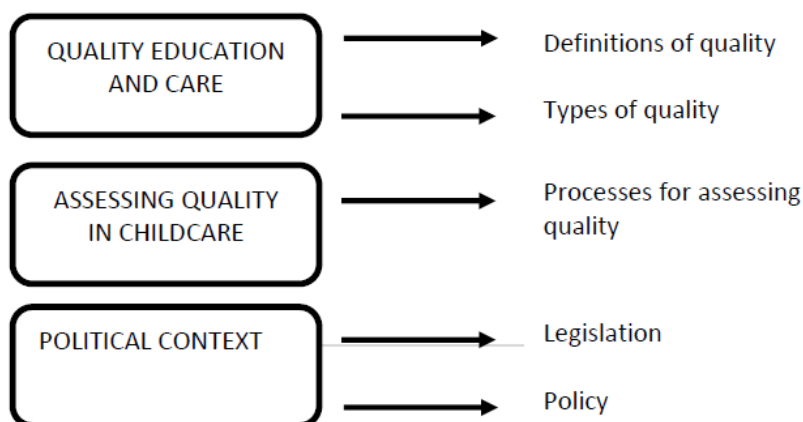 QUALITY EDUCATION
AND CARE
Definitions of quality
Types of quality
ASSESSING QUALITY
IN CHILDCARE
Processes for assessing
quality
POLITICAL CONTEXT
Legislation
Policy